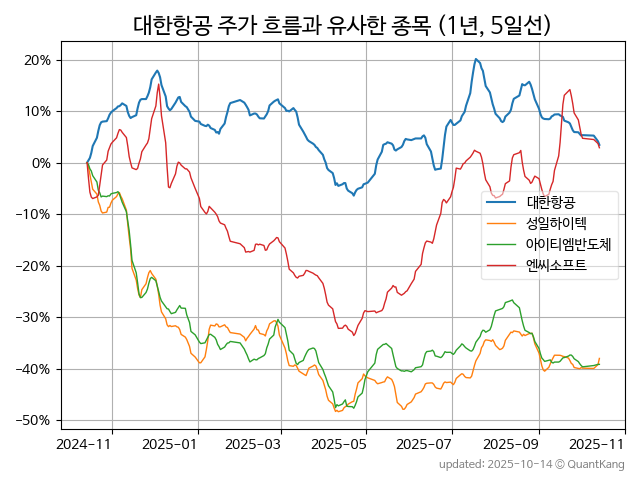 대한항공 주가 흐름과 유사한 종목 (1년, 5일선)
20%
10%
0%
−10%
−20%
−30%
−40%
−50%
대한항공
성일하이텍
아이티엠반도체
엔씨소프트
2024-11
2025-01
2025-03
2025-05
2025-07
2025-09
2025-11
updated: 2025-10-14 © QuantKang